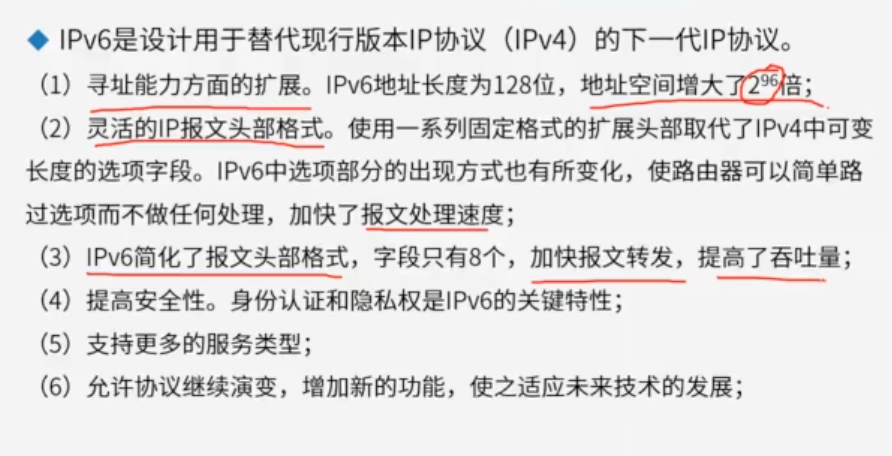 ◆ IPv6是设计用于替代现行版本IP协议（IPv4）的下一代IP协议。
（1）寻址能力方面的扩展。IPv6地址长度为128位，地址空间增大了2⁹⁶倍；
（2）灵活的IP报文头部格式。使用一系列固定格式的扩展头部取代了IPv4中可变
长度的选项字段。IPv6中选项部分的出现方式也有所变化，使路由器可以简单路
过选项而不做任何处理，加快了报文处理速度；
（3）IPv6简化了报文头部格式，字段只有8个，加快报文转发，提高了吞吐量；
（4）提高安全性。身份认证和隐私权是IPv6的关键特性；
（5）支持更多的服务类型；
（6）允许协议继续演变，增加新的功能，使之适应未来技术的发展；